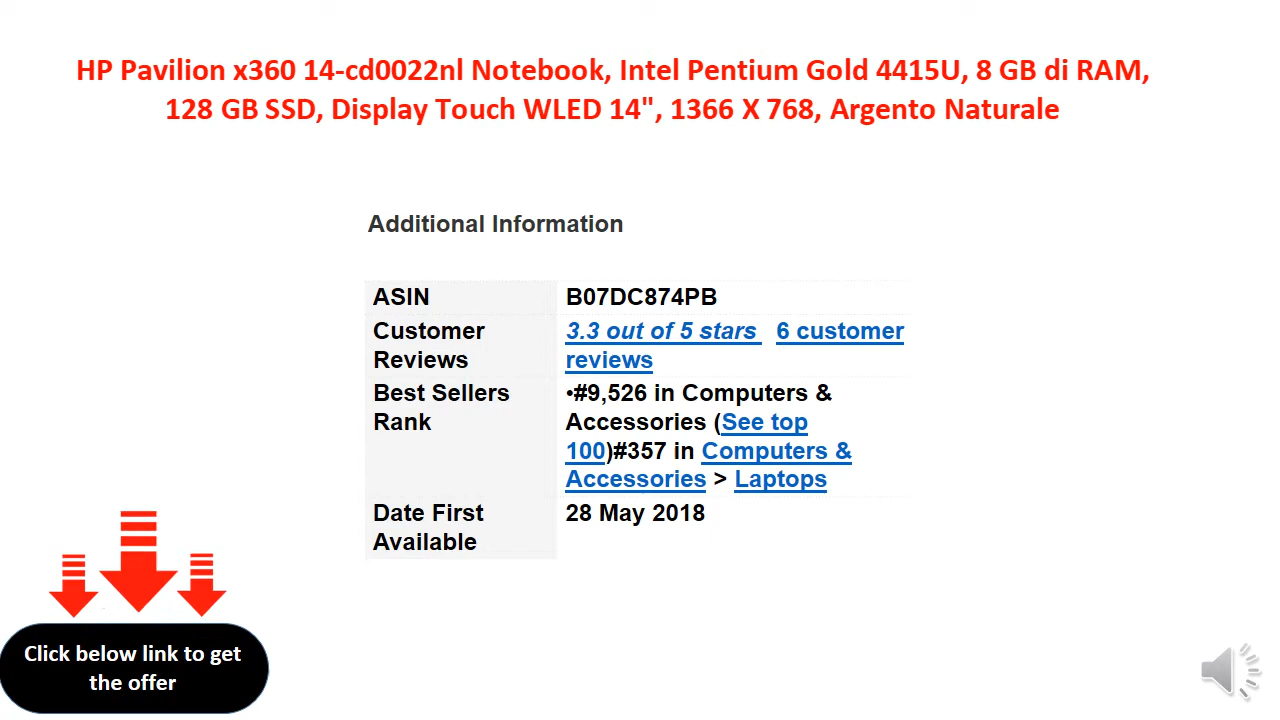 HP Pavilion x360 14-cd0022nl Notebook, Intel Pentium Gold 4415U, 8 GB di RAM,
128 GB SSD, Display Touch WLED 14", 1366 X 768, Argento Naturale
Additional Information
ASIN B07DC874PB
Customer 3.3 out of 5 stars 6 customer
Reviews reviews
Best Sellers •#9,526 in Computers &
Rank Accessories (See top
100)#357 in Computers &
Accessories > Laptops
Date First 28 May 2018
Available
Click below link to get
the offer